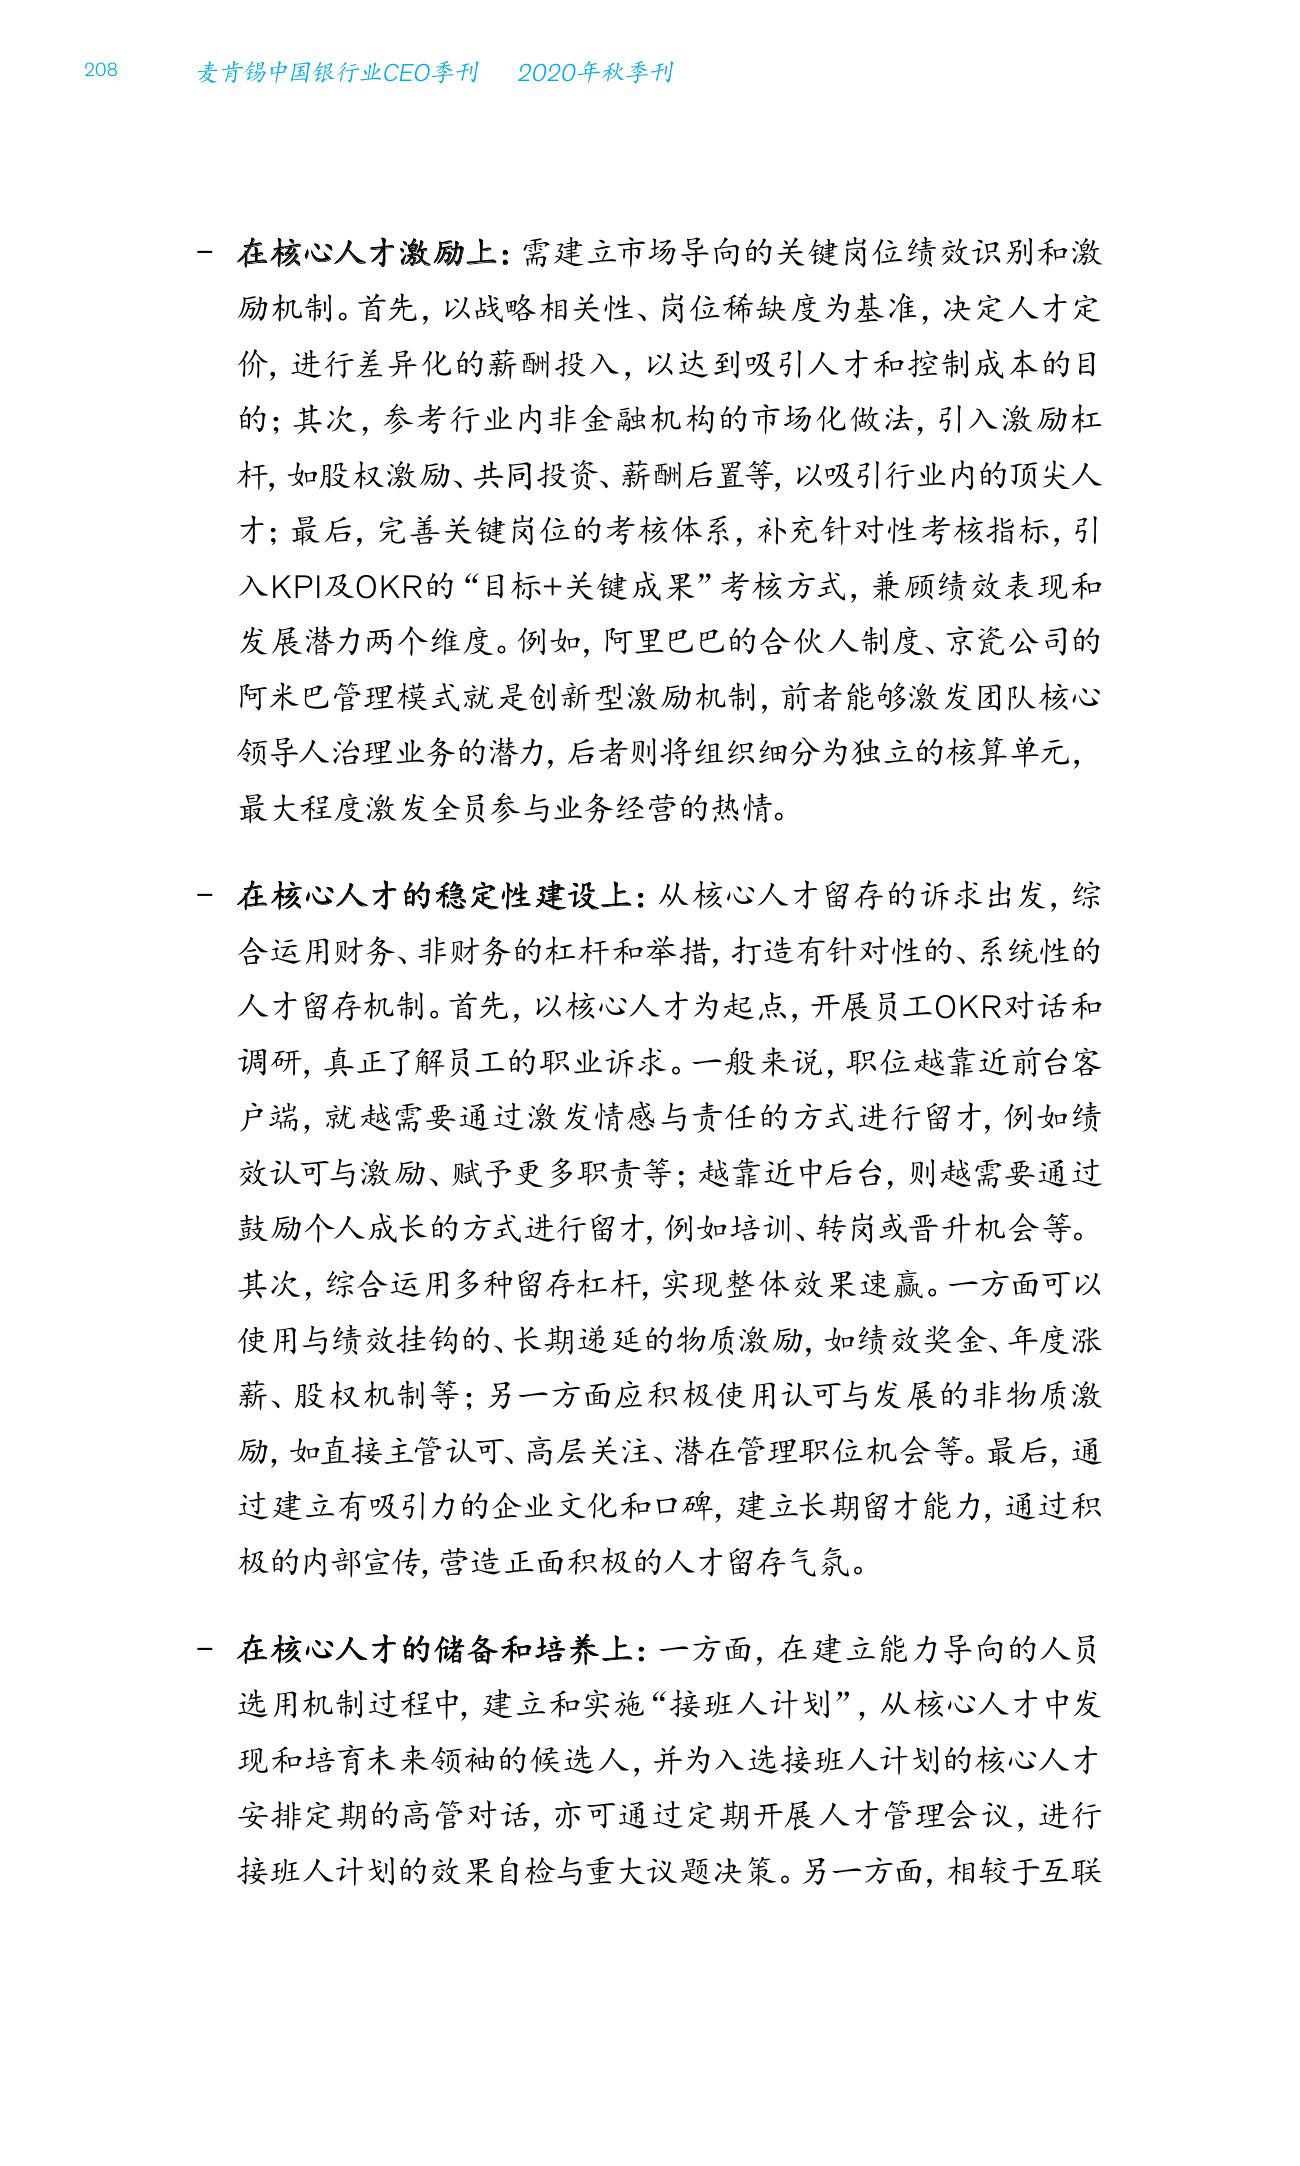 208 麦肯锡中国银行业CEO季刊 2020年秋季刊
– 在核心人才激励上：需建立市场导向的关键岗位绩效识别和激
励机制。首先，以战略相关性、岗位稀缺度为基准，决定人才定
价，进行差异化的薪酬投入，以达到吸引人才和控制成本的目
的；其次，参考行业内非金融机构的市场化做法，引入激励杠
杆，如股权激励、共同投资、薪酬后置等，以吸引行业内的顶尖人
才；最后，完善关键岗位的考核体系，补充针对性考核指标，引
入KPI及OKR的“目标+关键成果”考核方式，兼顾绩效表现和
发展潜力两个维度。例如，阿里巴巴的合伙人制度、京瓷公司的
阿米巴管理模式就是创新型激励机制，前者能够激发团队核心
领导人治理业务的潜力，后者则将组织细分为独立的核算单元，
最大程度激发全员参与业务经营的热情。
– 在核心人才的稳定性建设上：从核心人才留存的诉求出发，综
合运用财务、非财务的杠杆和举措，打造有针对性的、系统性的
人才留存机制。首先，以核心人才为起点，开展员工OKR对话和
调研，真正了解员工的职业诉求。一般来说，职位越靠近前台客
户端，就越需要通过激发情感与责任的方式进行留才，例如绩
效认可与激励、赋予更多职责等；越靠近中后台，则越需要通过
鼓励个人成长的方式进行留才，例如培训、转岗或晋升机会等。
其次，综合运用多种留存杠杆，实现整体效果速赢。一方面可以
使用与绩效挂钩的、长期递延的物质激励，如绩效奖金、年度涨
薪、股权机制等；另一方面应积极使用认可与发展的非物质激
励，如直接主管认可、高层关注、潜在管理职位机会等。最后，通
过建立有吸引力的企业文化和口碑，建立长期留才能力，通过积
极的内部宣传，营造正面积极的人才留存气氛。
– 在核心人才的储备和培养上：一方面，在建立能力导向的人员
选用机制过程中，建立和实施“接班人计划”，从核心人才中发
现和培育未来领袖的候选人，并为入选接班人计划的核心人才
安排定期的高管对话，亦可通过定期开展人才管理会议，进行
接班人计划的效果自检与重大议题决策。另一方面，相较于互联